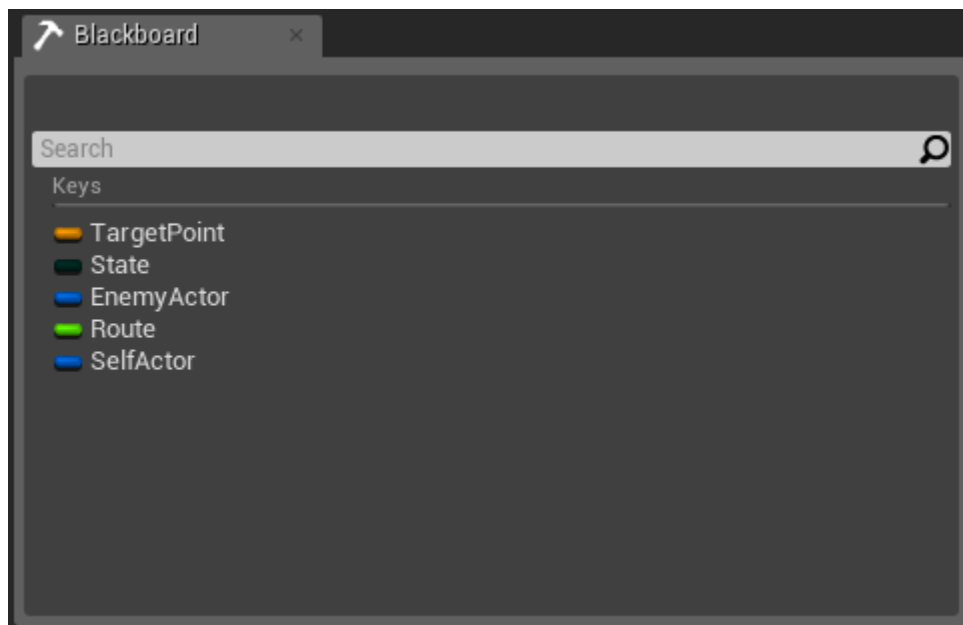 Blackboard
Search
Keys
TargetPoint
State
EnemyActor
Route
SelfActor